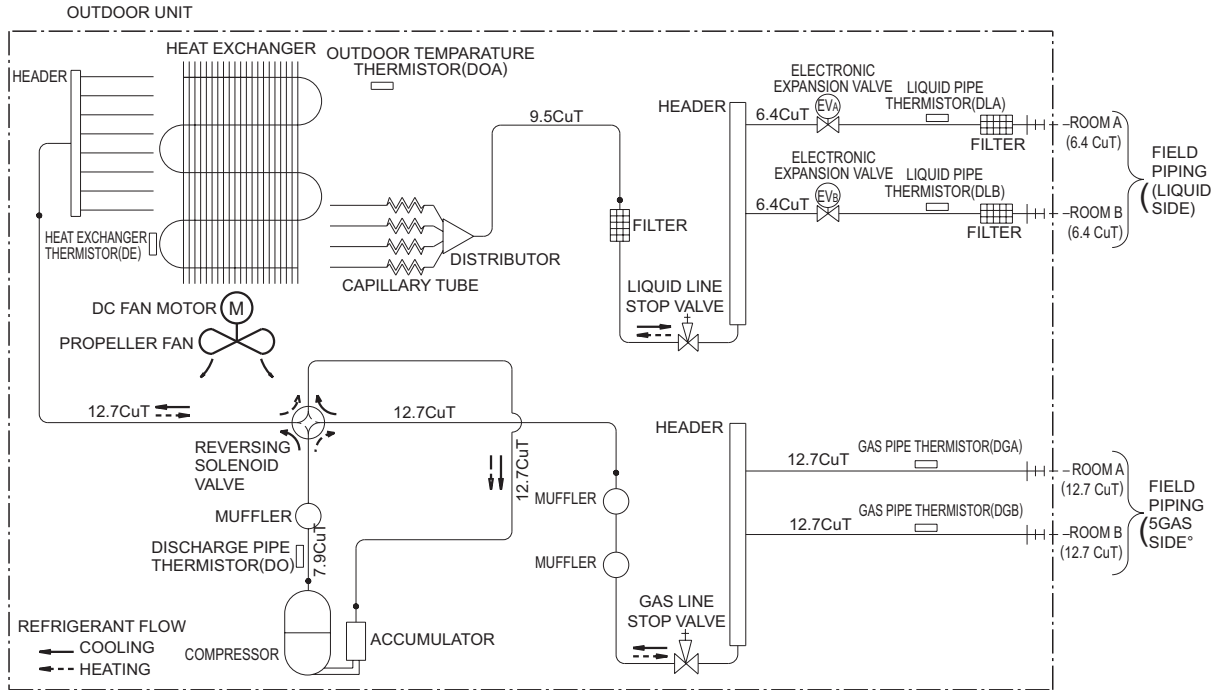 OUTDOOR UNIT
HEAT EXCHANGER
HEADER
OUTDOOR TEMPARATURE
THERMISTOR(DOA)
9.5CuT
HEADER
ELECTRONIC
EXPANSION VALVE
EVA
6.4CuT
LIQUID PIPE
THERMISTOR(DLA)
FILTER
ROOM A
(6.4 CuT)
ELECTRONIC
EXPANSION VALVE
EVB
6.4CuT
LIQUID PIPE
THERMISTOR(DLB)
FILTER
ROOM B
(6.4 CuT)
FIELD
PIPING
(LIQUID
SIDE)
HEAT EXCHANGER
THERMISTOR(DE)
CAPILLARY TUBE
DISTRIBUTOR
FILTER
LIQUID LINE
STOP VALVE
DC FAN MOTOR
M
PROPELLER FAN
12.7CuT
REVERSING
SOLENOID
VALVE
12.7CuT
12.7CuT
MUFFLER
DISCHARGE PIPE
THERMISTOR(DO)
7.9CuT
COMPRESSOR
ACCUMULATOR
MUFFLER
MUFFLER
GAS LINE
STOP VALVE
HEADER
12.7CuT
GAS PIPE THERMISTOR(DGA)
ROOM A
(12.7 CuT)
12.7CuT
GAS PIPE THERMISTOR(DGB)
ROOM B
(12.7 CuT)
FIELD
PIPING
(5GAS
SIDE°
REFRIGERANT FLOW
COOLING
HEATING